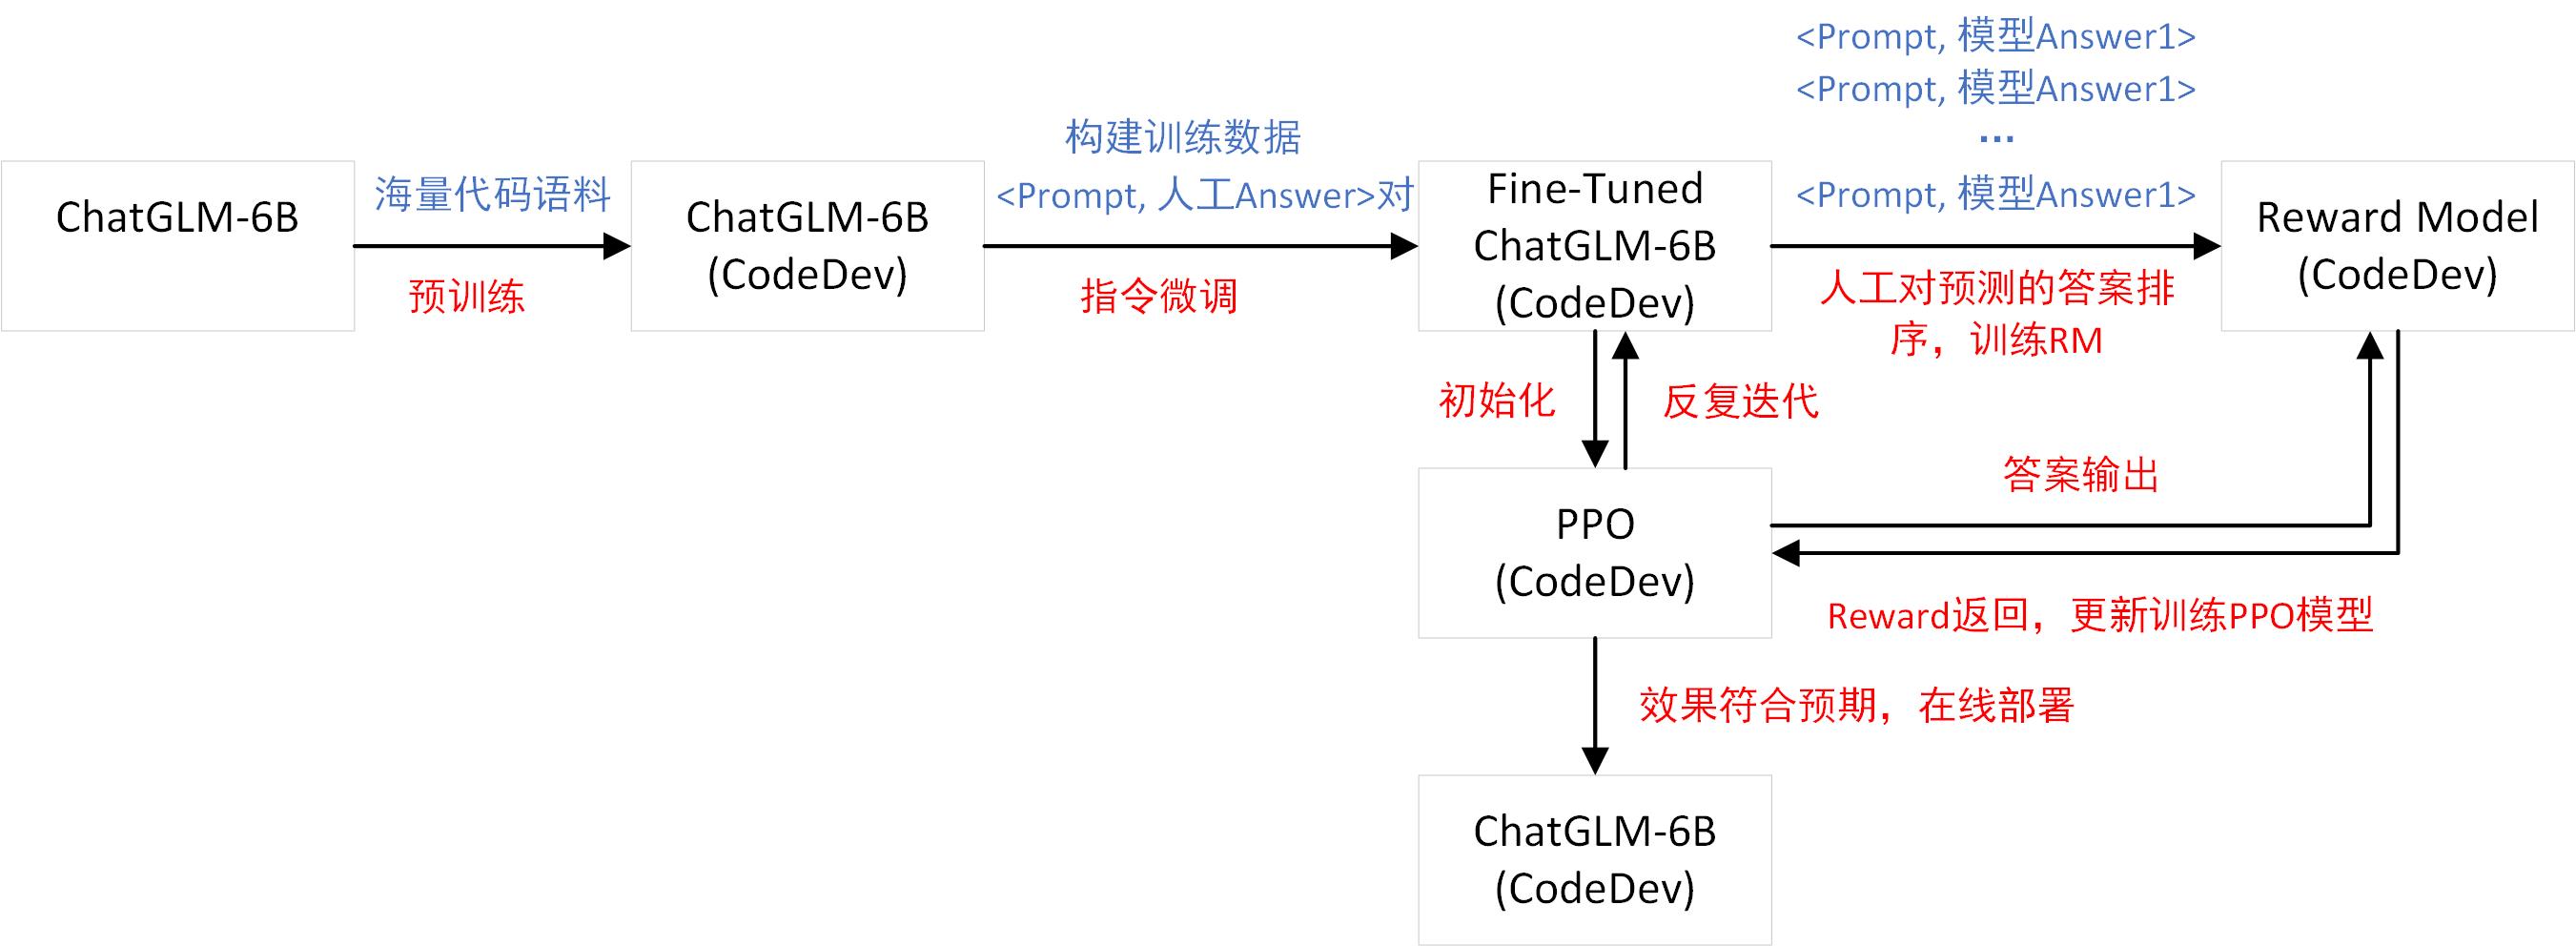 <Prompt, 模型Answer1>
<Prompt, 模型Answer1>
...
<Prompt, 模型Answer1>
构建训练数据
<Prompt, 人工Answer>对
海量代码语料
ChatGLM-6B
预训练
ChatGLM-6B
(CodeDev)
指令微调
Fine-Tuned
ChatGLM-6B
(CodeDev)
人工对预测的答案排
序，训练RM
Reward Model
(CodeDev)
初始化
反复迭代
答案输出
PPO
(CodeDev)
Reward返回，更新训练PPO模型
效果符合预期，在线部署
ChatGLM-6B
(CodeDev)